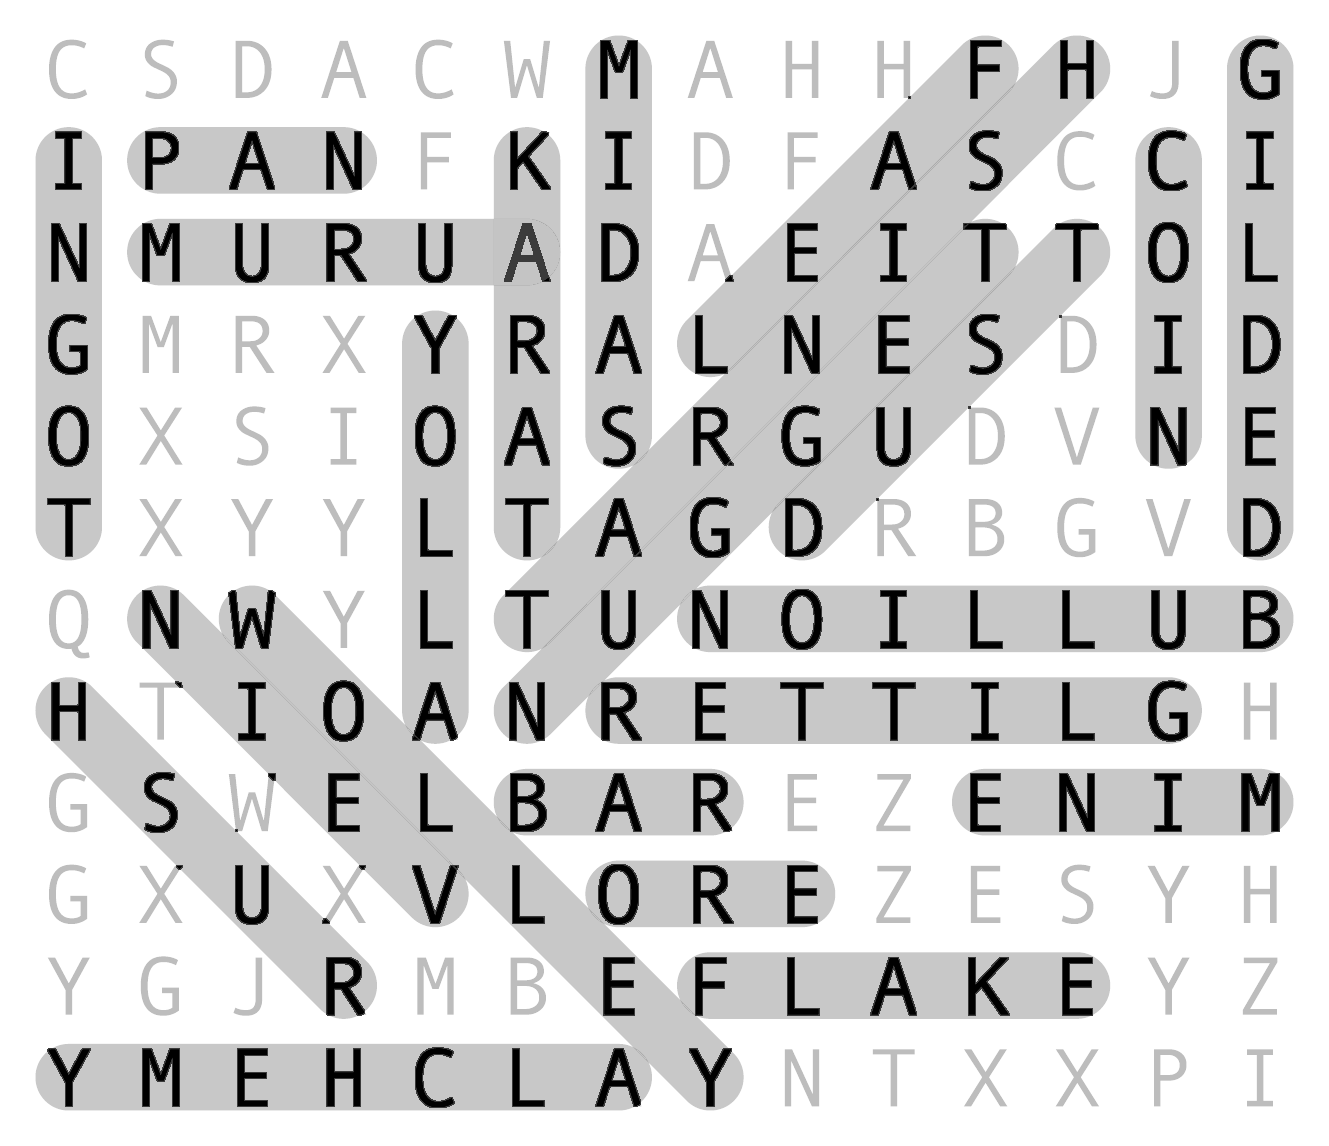 C S D A C W M A H H F H J G
I P A N F K I D F A S C C I
N M U R U A D A E I T T O L
G M R X Y R A L N E S D I D
O X S I O A S R G U D V N E
T X Y Y L T A G D R B G V D
Q N W Y L T U N O I L L U B
H T I O A N R E T T I L G H
G S W E L B A R E Z E N I M
G X U X V L O R E Z E S Y H
Y G J R M B E F L A K E Y Z
Y M E H C L A Y N T X X P I